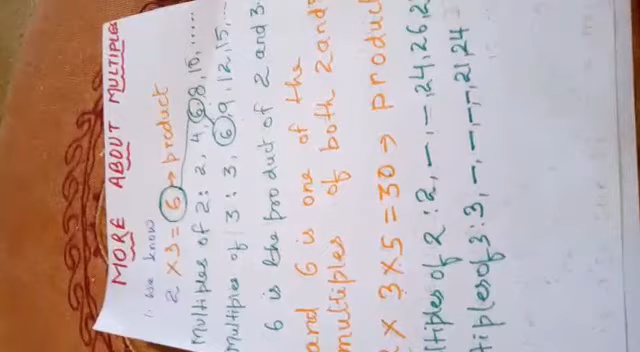 MORE ABOUT MULTIPLES
1. we know
2 × 3 = 6 → product
Multiples of 2 : 2, 4, 6, 8, 10, .....
Multiples of 3 : 3, 6, 9, 12, 15, --
6 is the product of 2 and 3.
and 6 is one of the
multiples of both 2 and
× 3 × 5 = 30 → product
tiples of 2 : 2, -, -, -, 24, 26, 2
tiples of 3 : 3, -, -, -, -, 21, 24